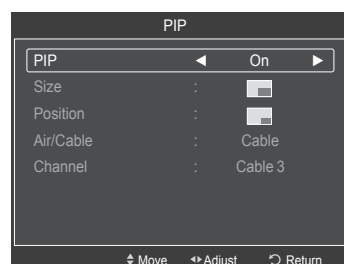 PIP
PIP ◀ On ▶
Size :
Position :
Air/Cable : Cable
Channel : Cable 3
Move Adjust Return